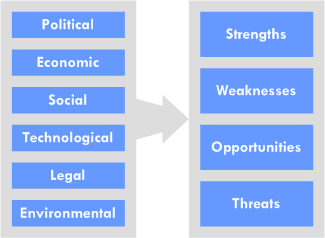 Political
Economic
Social
Technological
Legal
Environmental
Strengths
Weaknesses
Opportunities
Threats